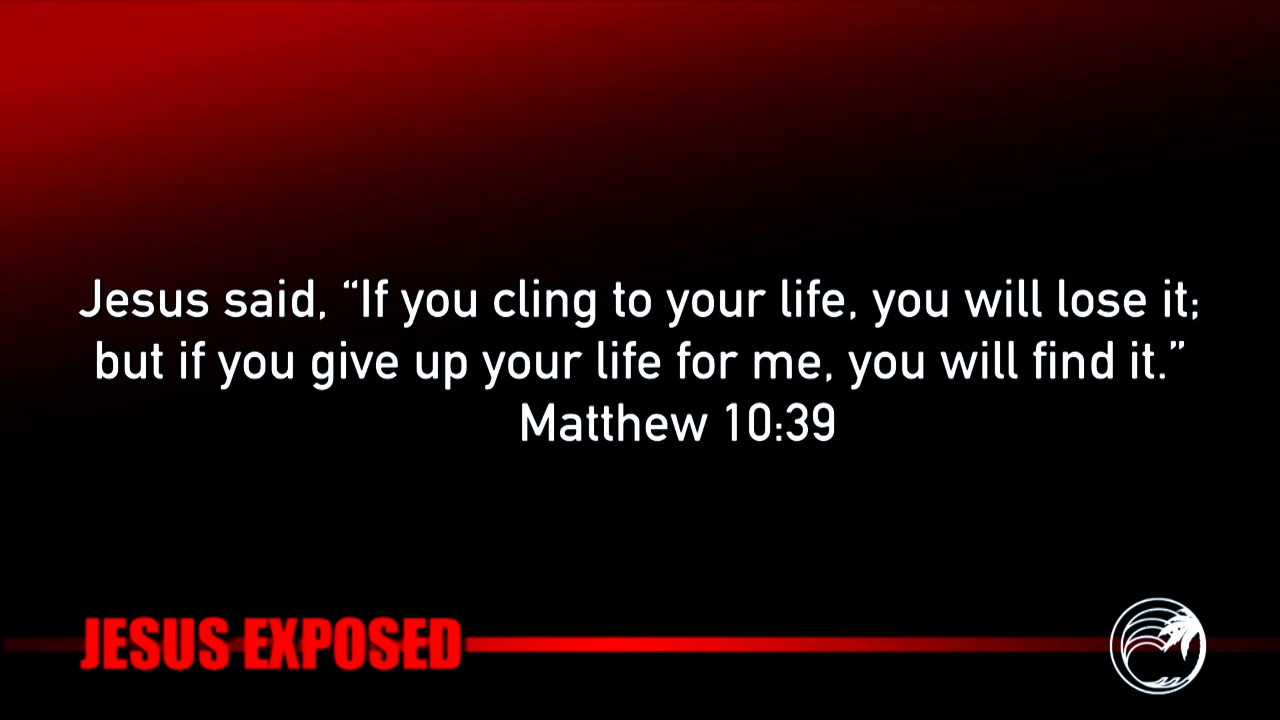 Jesus said, “If you cling to your life, you will lose it;
but if you give up your life for me, you will find it.”
Matthew 10:39
JESUS EXPOSED